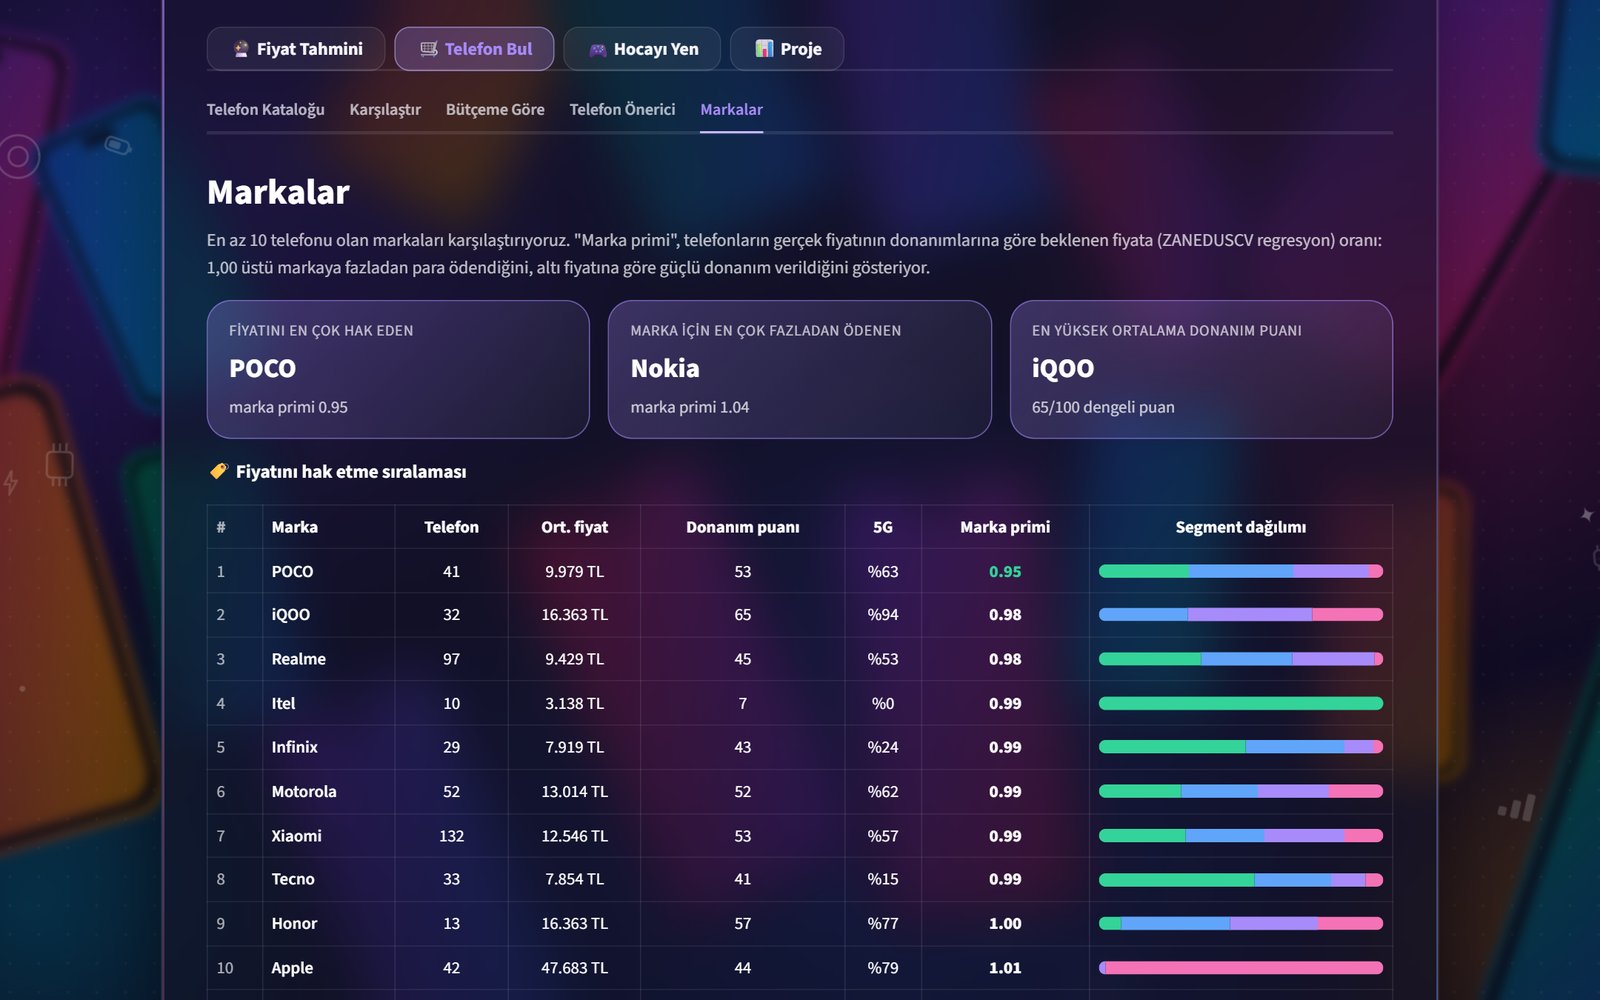 Fiyat Tahmini
Telefon Bul
Hocayı Yen
Proje
Telefon Kataloğu
Karşılaştır
Bütçeme Göre
Telefon Önerici
Markalar
Markalar
En az 10 telefonu olan markaları karşılaştırıyoruz. "Marka primi", telefonların gerçek fiyatının donanımlarına göre beklenen fiyata (ZANEDUSCV regresyon) oranı:
1,00 üstü markaya fazladan para ödendiğini, altı fiyatına göre güçlü donanım verildiğini gösteriyor.
FİYATINI EN ÇOK HAK EDEN
POCO
marka primi 0.95
MARKA İÇİN EN ÇOK FAZLADAN ÖDENEN
Nokia
marka primi 1.04
EN YÜKSEK ORTALAMA DONANIM PUANI
iQOO
65/100 dengeli puan
Fiyatını hak etme sıralaması
# Marka Telefon Ort. fiyat Donanım puanı 5G Marka primi Segment dağılımı
1 POCO 41 9.979 TL 53 %63 0.95
2 iQOO 32 16.363 TL 65 %94 0.98
3 Realme 97 9.429 TL 45 %53 0.98
4 Itel 10 3.138 TL 7 %0 0.99
5 Infinix 29 7.919 TL 43 %24 0.99
6 Motorola 52 13.014 TL 52 %62 0.99
7 Xiaomi 132 12.546 TL 53 %57 0.99
8 Tecno 33 7.854 TL 41 %15 0.99
9 Honor 13 16.363 TL 57 %77 1.00
10 Apple 42 47.683 TL 44 %79 1.01